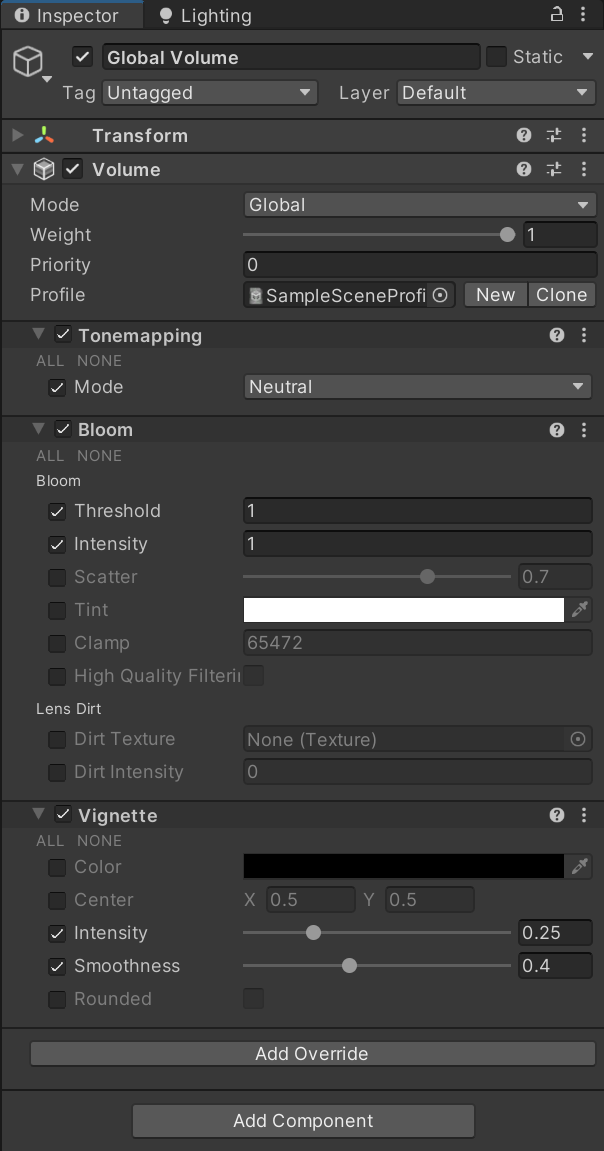 Inspector Lighting
Global Volume Static
Tag Untagged Layer Default
Transform
Volume
Mode Global
Weight 1
Priority 0
Profile SampleSceneProfi New Clone
Tonemapping
ALL NONE
Mode Neutral
Bloom
ALL NONE
Bloom
Threshold 1
Intensity 1
Scatter 0.7
Tint
Clamp 65472
High Quality Filterin
Lens Dirt
Dirt Texture None (Texture)
Dirt Intensity 0
Vignette
ALL NONE
Color
Center X 0.5 Y 0.5
Intensity 0.25
Smoothness 0.4
Rounded
Add Override
Add Component